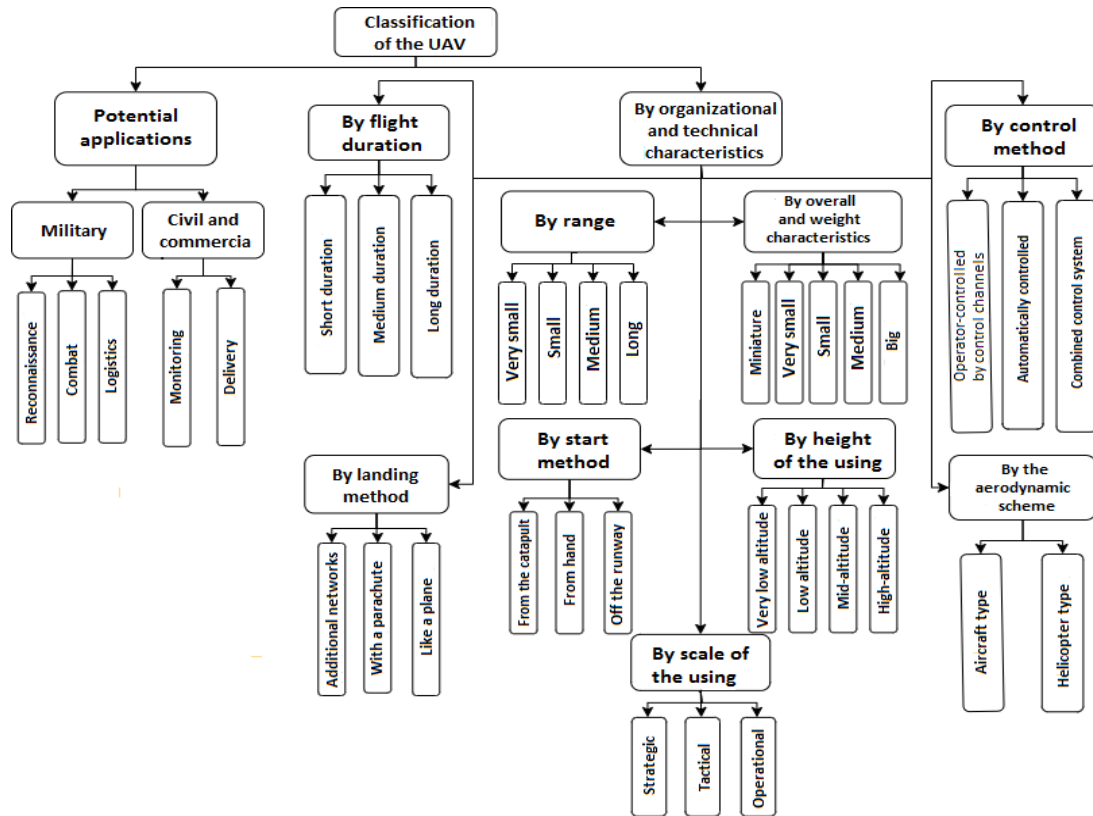 Classification
of the UAV
Potential
applications
By flight
duration
By organizational
and technical
characteristics
By control
method
Military
Civil and
commercia
Reconnaissance
Combat
Logistics
Monitoring
Delivery
Short duration
Medium duration
Long duration
By range
By overall
and weight
characteristics
Very small
Small
Medium
Long
Miniature
Very small
Small
Medium
Big
Operator-controlled
by control channels
Automatically controlled
Combined control system
By landing
method
By start
method
By height
of the using
By the
aerodynamic
scheme
Additional networks
With a parachute
Like a plane
From the catapult
From hand
Off the runway
Very low altitude
Low altitude
Mid-altitude
High-altitude
Aircraft type
Helicopter type
By scale of
the using
Strategic
Tactical
Operational